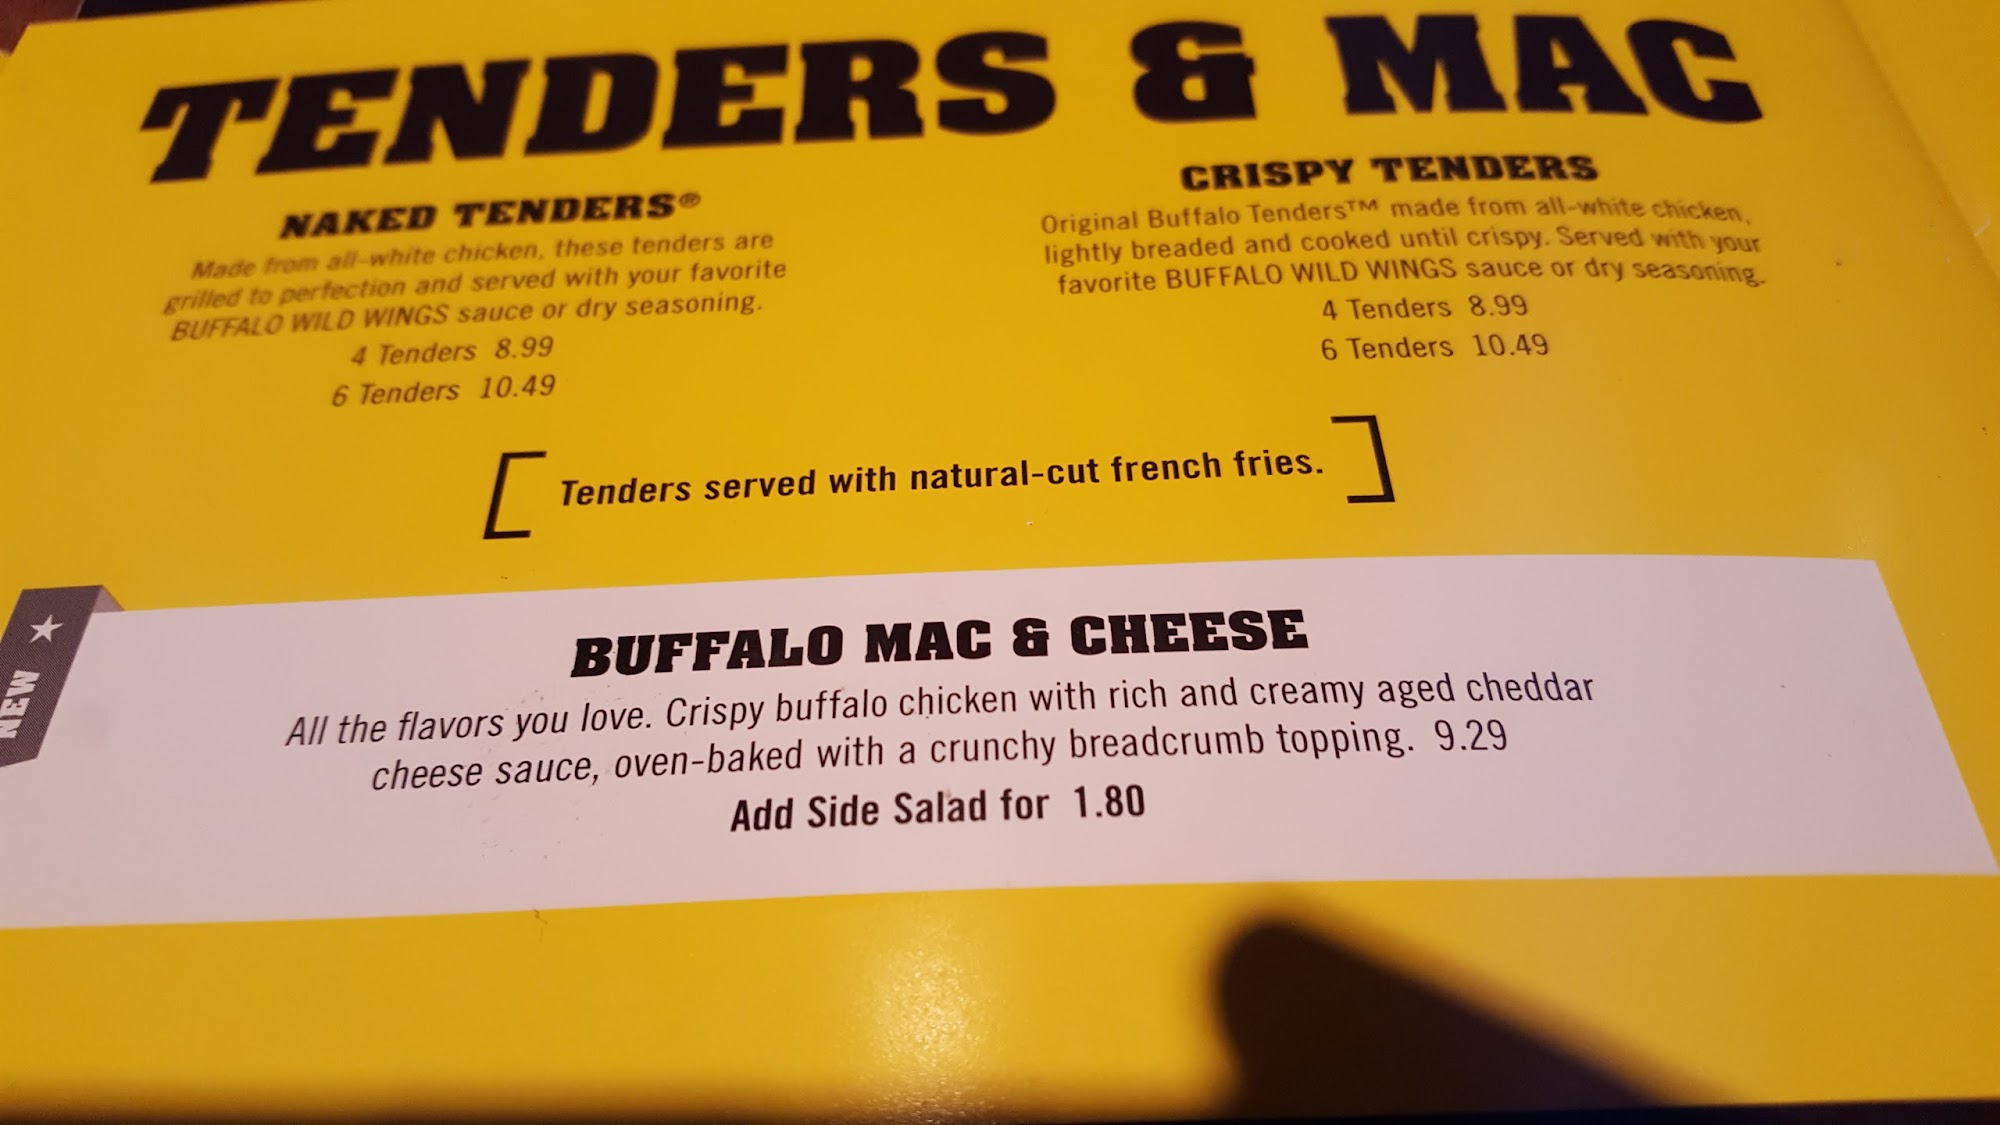 TENDERS & MAC
NAKED TENDERS®
Made from all-white chicken, these tenders are
grilled to perfection and served with your favorite
BUFFALO WILD WINGS sauce or dry seasoning.
4 Tenders 8.99
6 Tenders 10.49
CRISPY TENDERS
Original Buffalo Tenders™ made from all-white chicken,
lightly breaded and cooked until crispy. Served with your
favorite BUFFALO WILD WINGS sauce or dry seasoning.
4 Tenders 8.99
6 Tenders 10.49
[Tenders served with natural-cut french fries.]
NEW
BUFFALO MAC & CHEESE
All the flavors you love. Crispy buffalo chicken with rich and creamy aged cheddar
cheese sauce, oven-baked with a crunchy breadcrumb topping. 9.29
Add Side Salad for 1.80